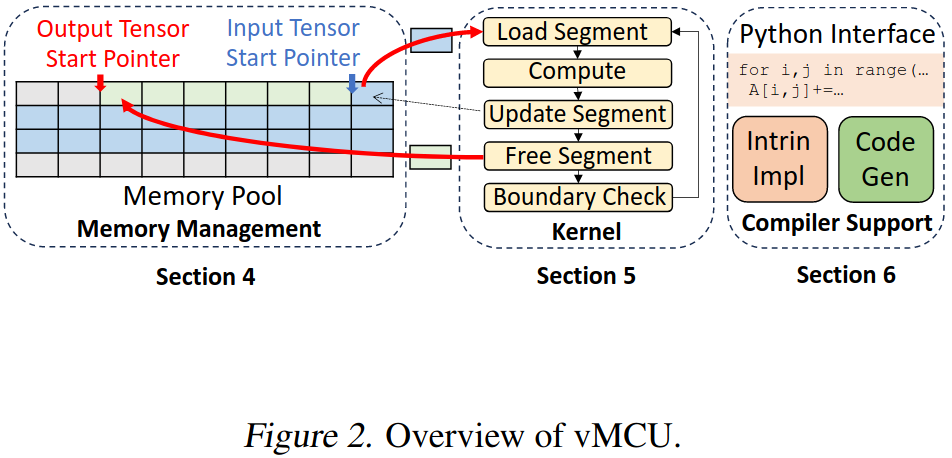 Output Tensor
Start Pointer
Input Tensor
Start Pointer
Memory Pool
Memory Management
Section 4
Load Segment
Compute
Update Segment
Free Segment
Boundary Check
Kernel
Section 5
Python Interface
for i,j in range(…
A[i,j]+=…
Intrin
Impl
Code
Gen
Compiler Support
Section 6
Figure 2. Overview of vMCU.